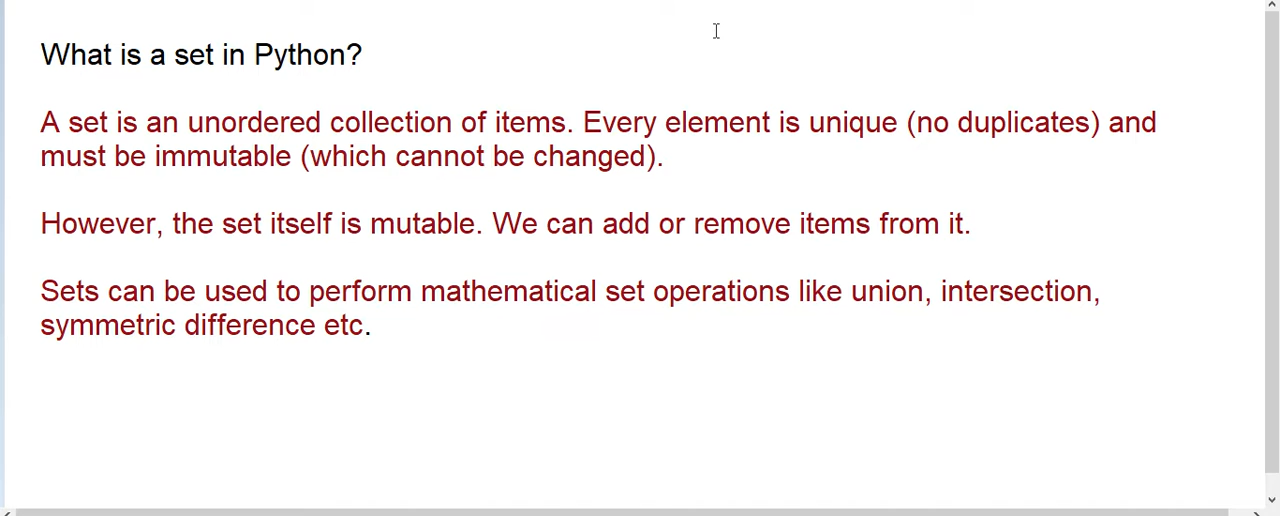 What is a set in Python?
A set is an unordered collection of items. Every element is unique (no duplicates) and
must be immutable (which cannot be changed).
However, the set itself is mutable. We can add or remove items from it.
Sets can be used to perform mathematical set operations like union, intersection,
symmetric difference etc.